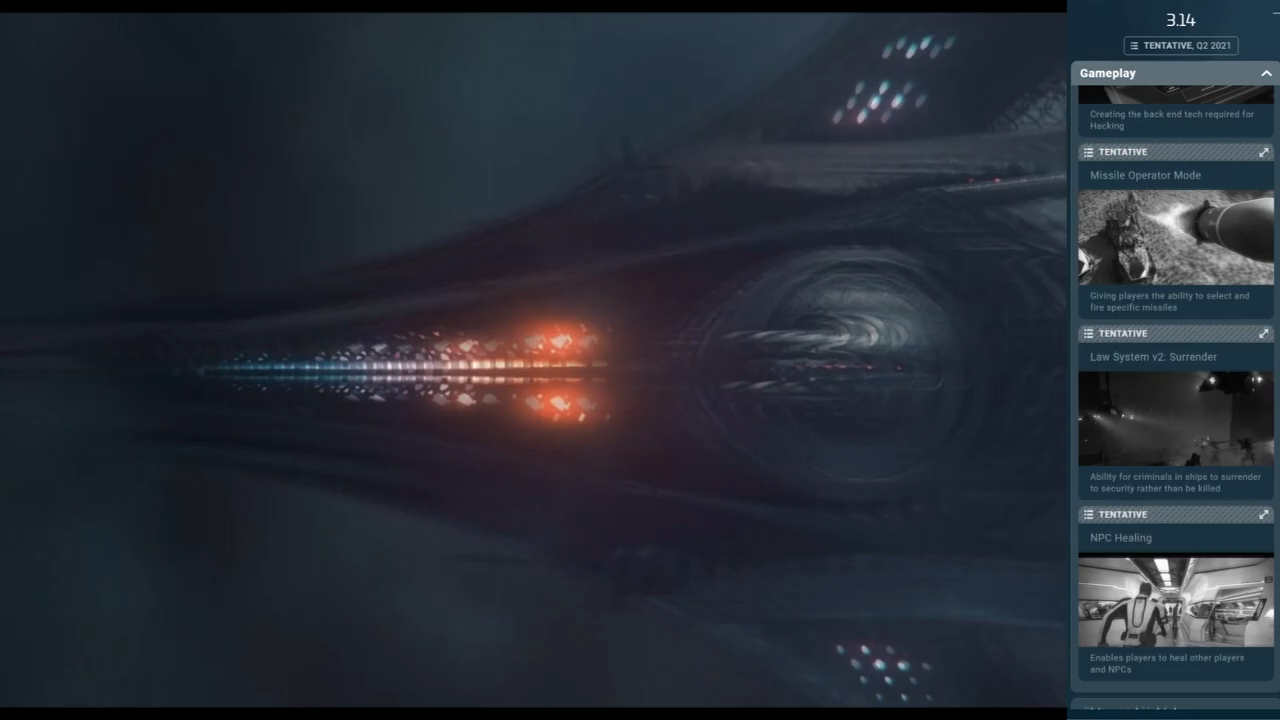 3.14
TENTATIVE, Q2 2021
Gameplay
Creating the back end tech required for
Hacking
TENTATIVE
Missile Operator Mode
Giving players the ability to select and
fire specific missiles
TENTATIVE
Law System v2: Surrender
Ability for criminals in ships to surrender
to security rather than be killed
TENTATIVE
NPC Healing
Enables players to heal other players
and NPCs